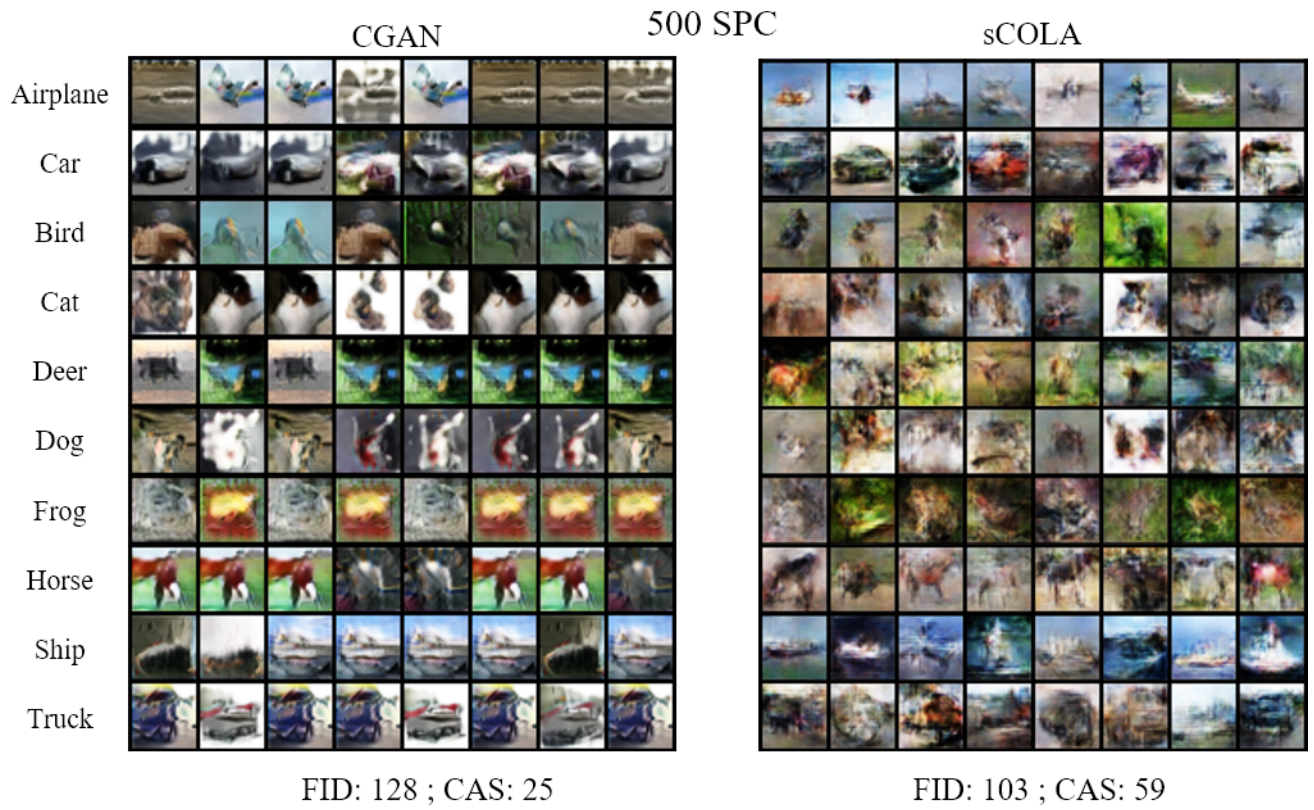 500 SPC
CGAN
sCOLA
Airplane
Car
Bird
Cat
Deer
Dog
Frog
Horse
Ship
Truck
FID: 128 ; CAS: 25
FID: 103 ; CAS: 59